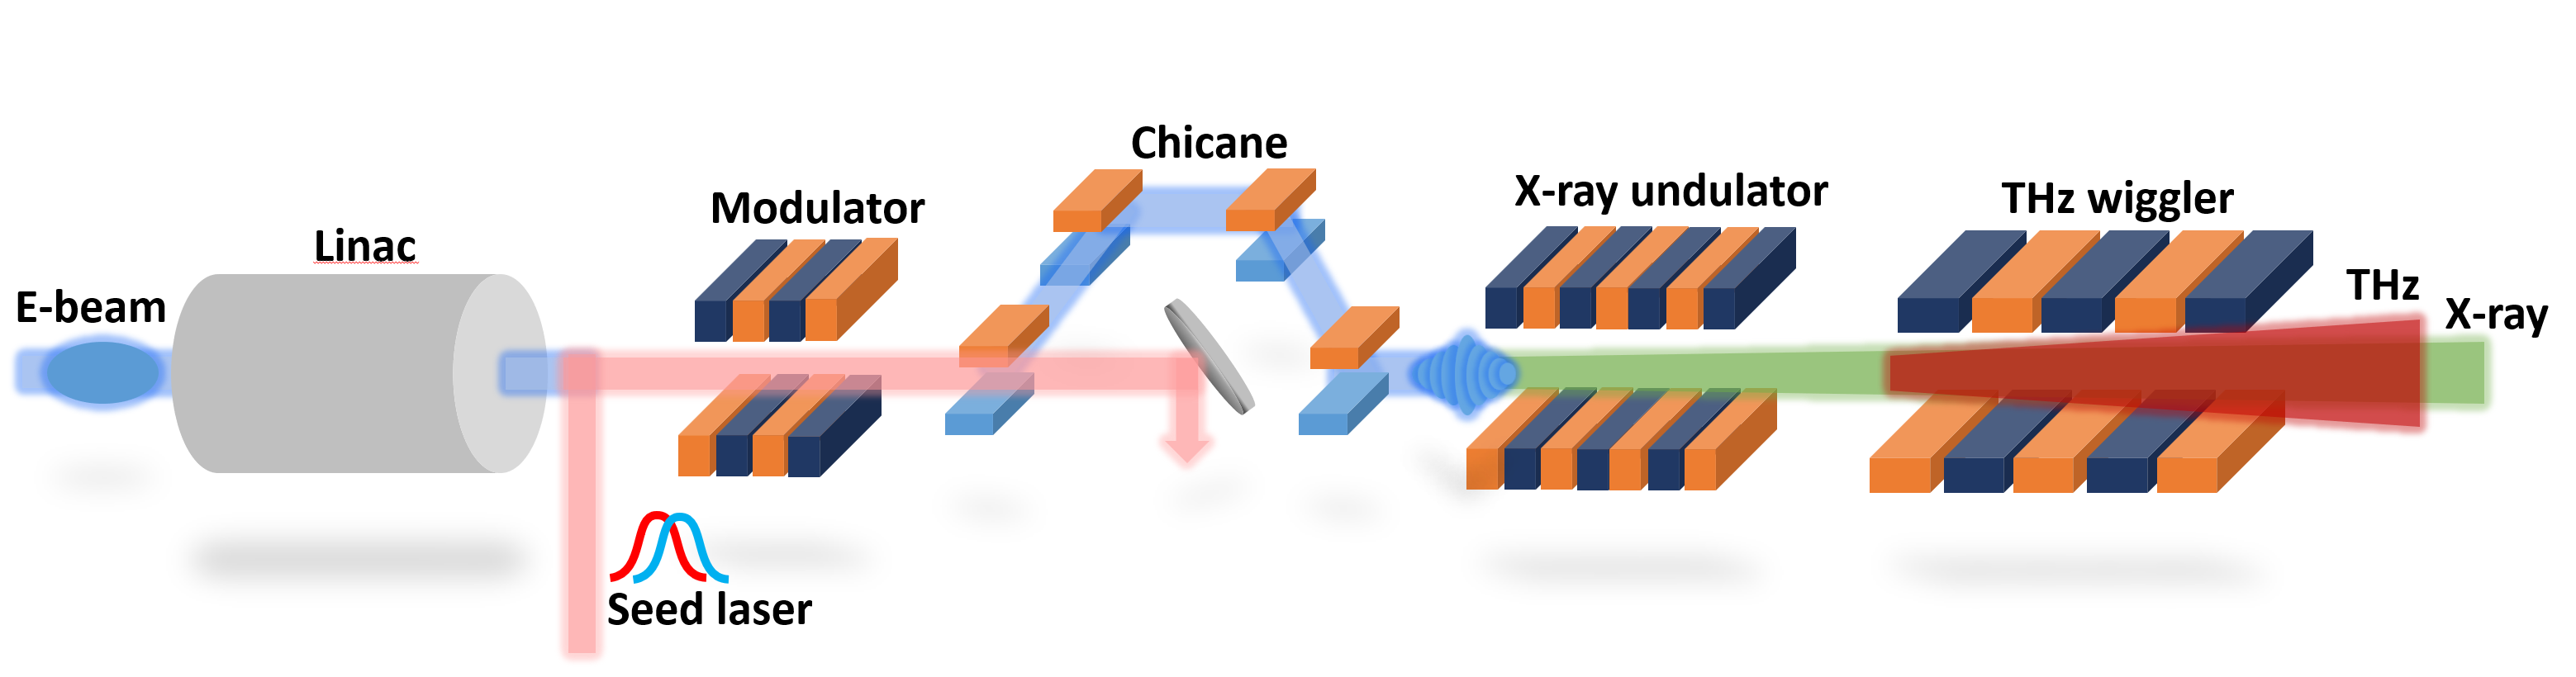 E-beam
Linac
Modulator
Seed laser
Chicane
X-ray undulator
THz wiggler
THz
X-ray